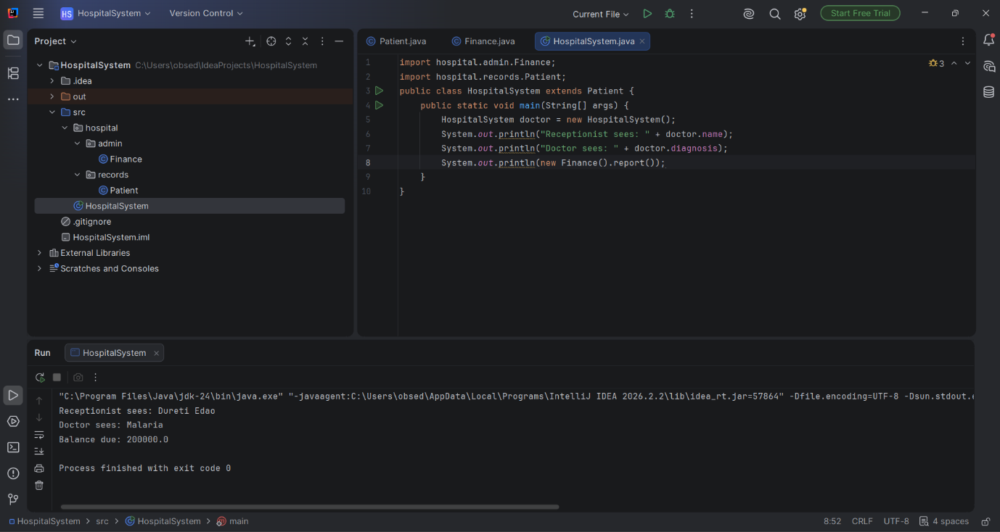 HS HospitalSystem Version Control Current File Start Free Trial
Project
Patient.java Finance.java HospitalSystem.java
HospitalSystem C:\Users\obsed\IdeaProjects\HospitalSystem
.idea
out
src
hospital
admin
Finance
records
Patient
HospitalSystem
.gitignore
HospitalSystem.iml
External Libraries
Scratches and Consoles
3
1 import hospital.admin.Finance;
2 import hospital.records.Patient;
3 public class HospitalSystem extends Patient {
4 public static void main(String[] args) {
5 HospitalSystem doctor = new HospitalSystem();
6 System.out.println("Receptionist sees: " + doctor.name);
7 System.out.println("Doctor sees: " + doctor.diagnosis);
8 System.out.println(new Finance().report());
9 }
10 }
Run HospitalSystem
"C:\Program Files\Java\jdk-24\bin\java.exe" "-javaagent:C:\Users\obsed\AppData\Local\Programs\IntelliJ IDEA 2026.2.2\lib\idea_rt.jar=57864" -Dfile.encoding=UTF-8 -Dsun.stdout.e
Receptionist sees: Dureti Edao
Doctor sees: Malaria
Balance due: 200000.0
Process finished with exit code 0
HospitalSystem > src > HospitalSystem > main 8:52 CRLF UTF-8 4 spaces